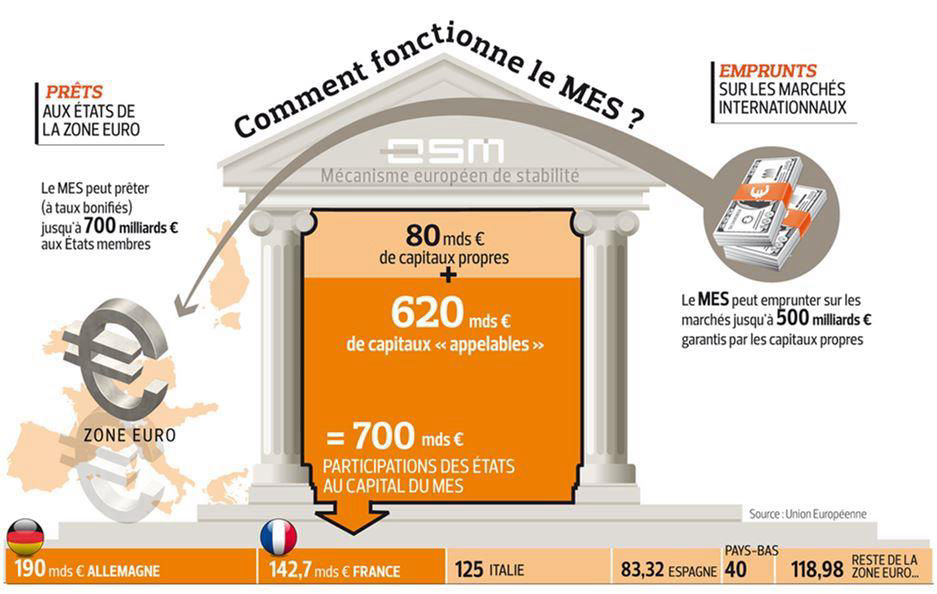 Comment fonctionne le MES ?
PRÊTS
AUX ÉTATS DE
LA ZONE EURO
Le MES peut prêter
(à taux bonifiés)
jusqu'à 700 milliards €
aux États membres
EMPRUNTS
SUR LES MARCHÉS
INTERNATIONNAUX
Le MES peut emprunter sur les
marchés jusqu'à 500 milliards €
garantis par les capitaux propres
esm
Mécanisme européen de stabilité
80 mds €
de capitaux propres
+
620 mds €
de capitaux « appelables »
= 700 mds €
PARTICIPATIONS DES ÉTATS
AU CAPITAL DU MES
€
ZONE EURO
Source : Union Européenne
190 mds € ALLEMAGNE
142,7 mds € FRANCE
125 ITALIE
83,32 ESPAGNE
PAYS-BAS
40
118,98 RESTE DE LA
ZONE EURO...